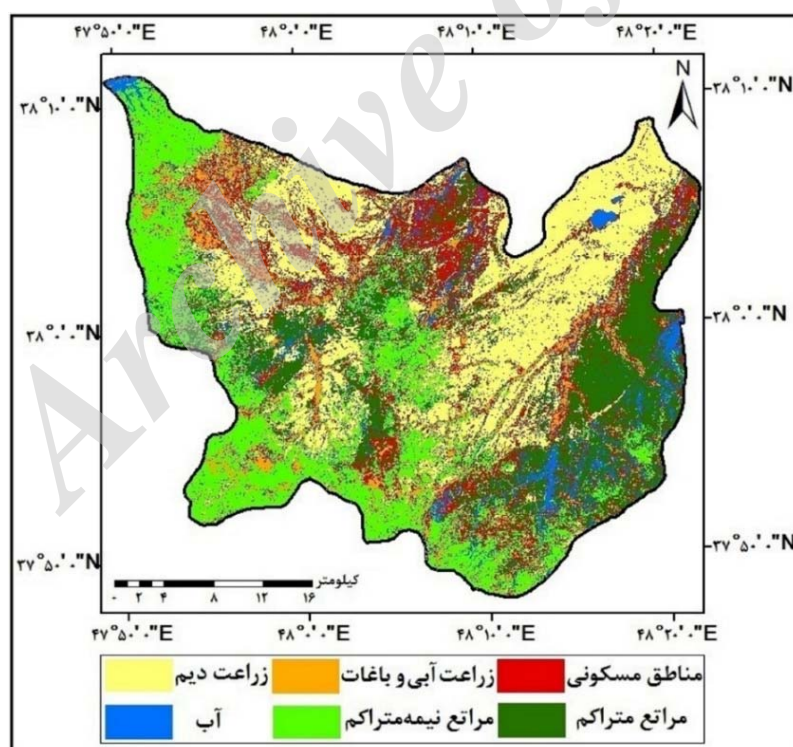 ۴۷°۵۰'۰"E ۴۸°۰'۰"E ۴۸°۱۰'۰"E ۴۸°۲۰'۰"E
N
۳۸°۱۰'۰"N ۳۸°۱۰'۰"N
۳۸°۰'۰"N ۳۸°۰'۰"N
۳۷°۵۰'۰"N ۳۷°۵۰'۰"N
کیلومتر
۰ ۲ ۴ ۸ ۱۲ ۱۶
۴۷°۵۰'۰"E ۴۸°۰'۰"E ۴۸°۱۰'۰"E ۴۸°۲۰'۰"E
مناطق مسکونی زراعت آبی و باغات زراعت دیم
مراتع متراکم مراتع نیمه‌متراکم آب
Archive of